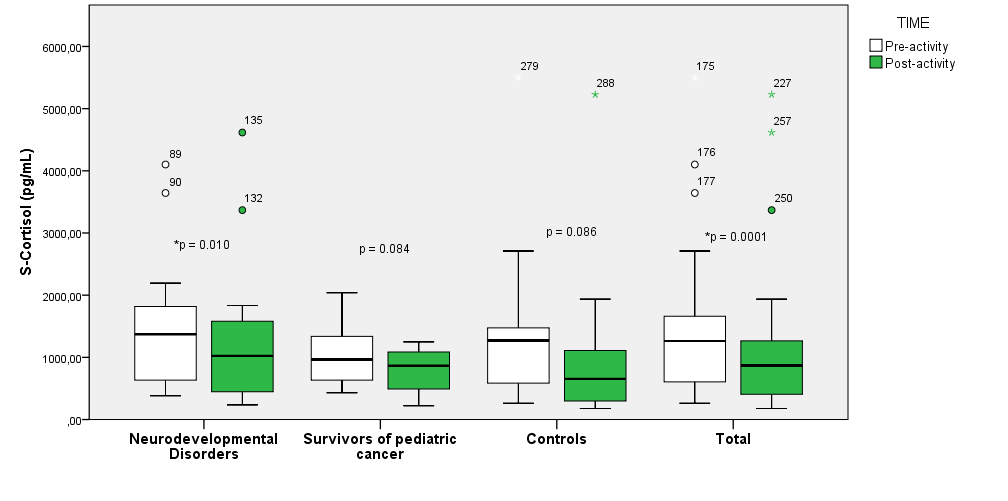 TIME
Pre-activity
Post-activity
S-Cortisol (pg/mL)
6000,00
5000,00
4000,00
3000,00
2000,00
1000,00
,00
89
90
135
132
*p = 0.010
p = 0.084
279
288
p = 0.086
175
176
177
227
257
250
*p = 0.0001
Neurodevelopmental
Disorders
Survivors of pediatric
cancer
Controls
Total